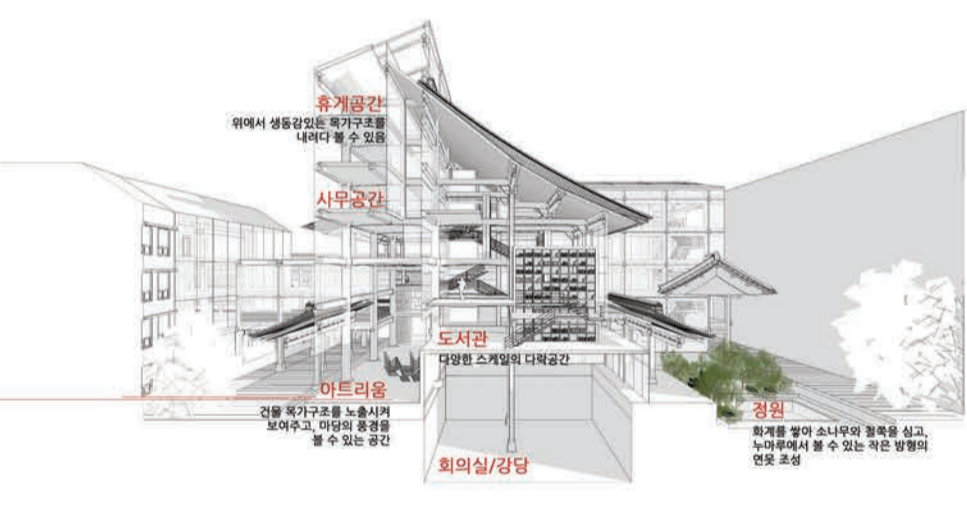 휴게공간
위에서 생동감있는 목가구조를
내려다 볼 수 있음
사무공간
도서관
다양한 스케일의 다락공간
아트리움
건물 목가구조를 노출시켜
보여주고, 마당의 풍경을
볼 수 있는 공간
회의실/강당
정원
화계를 쌓아 소나무와 철쭉을 심고,
누마루에서 볼 수 있는 작은 방형의
연못 조성